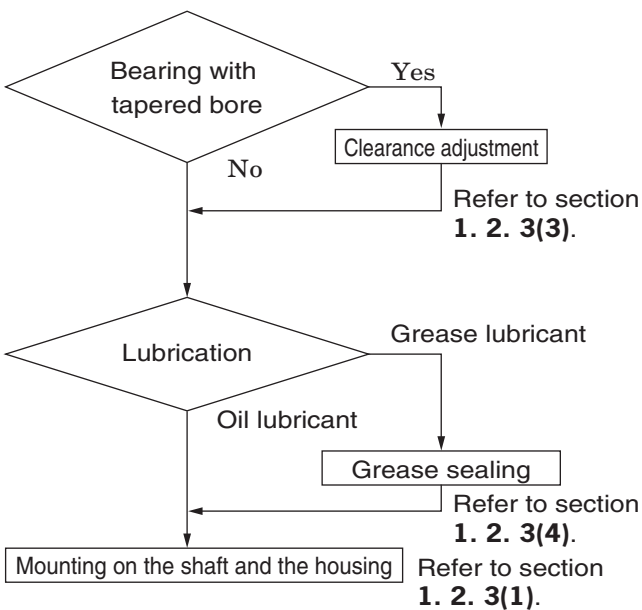 Bearing with
tapered bore
Yes
Clearance adjustment
No
Refer to section
1. 2. 3(3).
Lubrication
Grease lubricant
Oil lubricant
Grease sealing
Refer to section
1. 2. 3(4).
Mounting on the shaft and the housing
Refer to section
1. 2. 3(1).